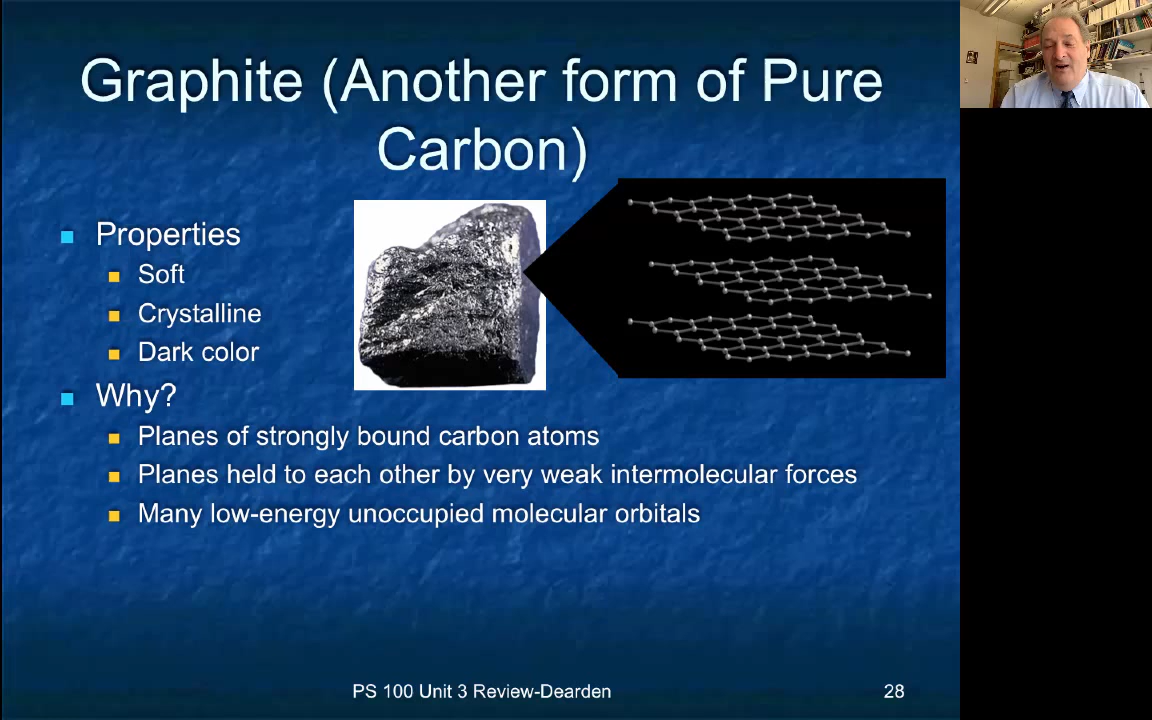 Graphite (Another form of Pure
Carbon)
Properties
Soft
Crystalline
Dark color
Why?
Planes of strongly bound carbon atoms
Planes held to each other by very weak intermolecular forces
Many low-energy unoccupied molecular orbitals
PS 100 Unit 3 Review-Dearden
28